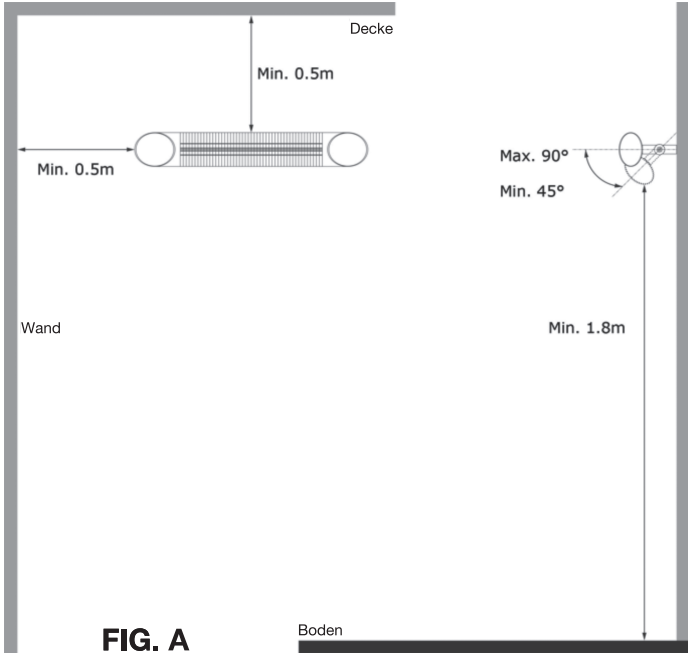 Decke
Min. 0.5m
Min. 0.5m
Max. 90°
Min. 45°
Wand
Min. 1.8m
FIG. A
Boden